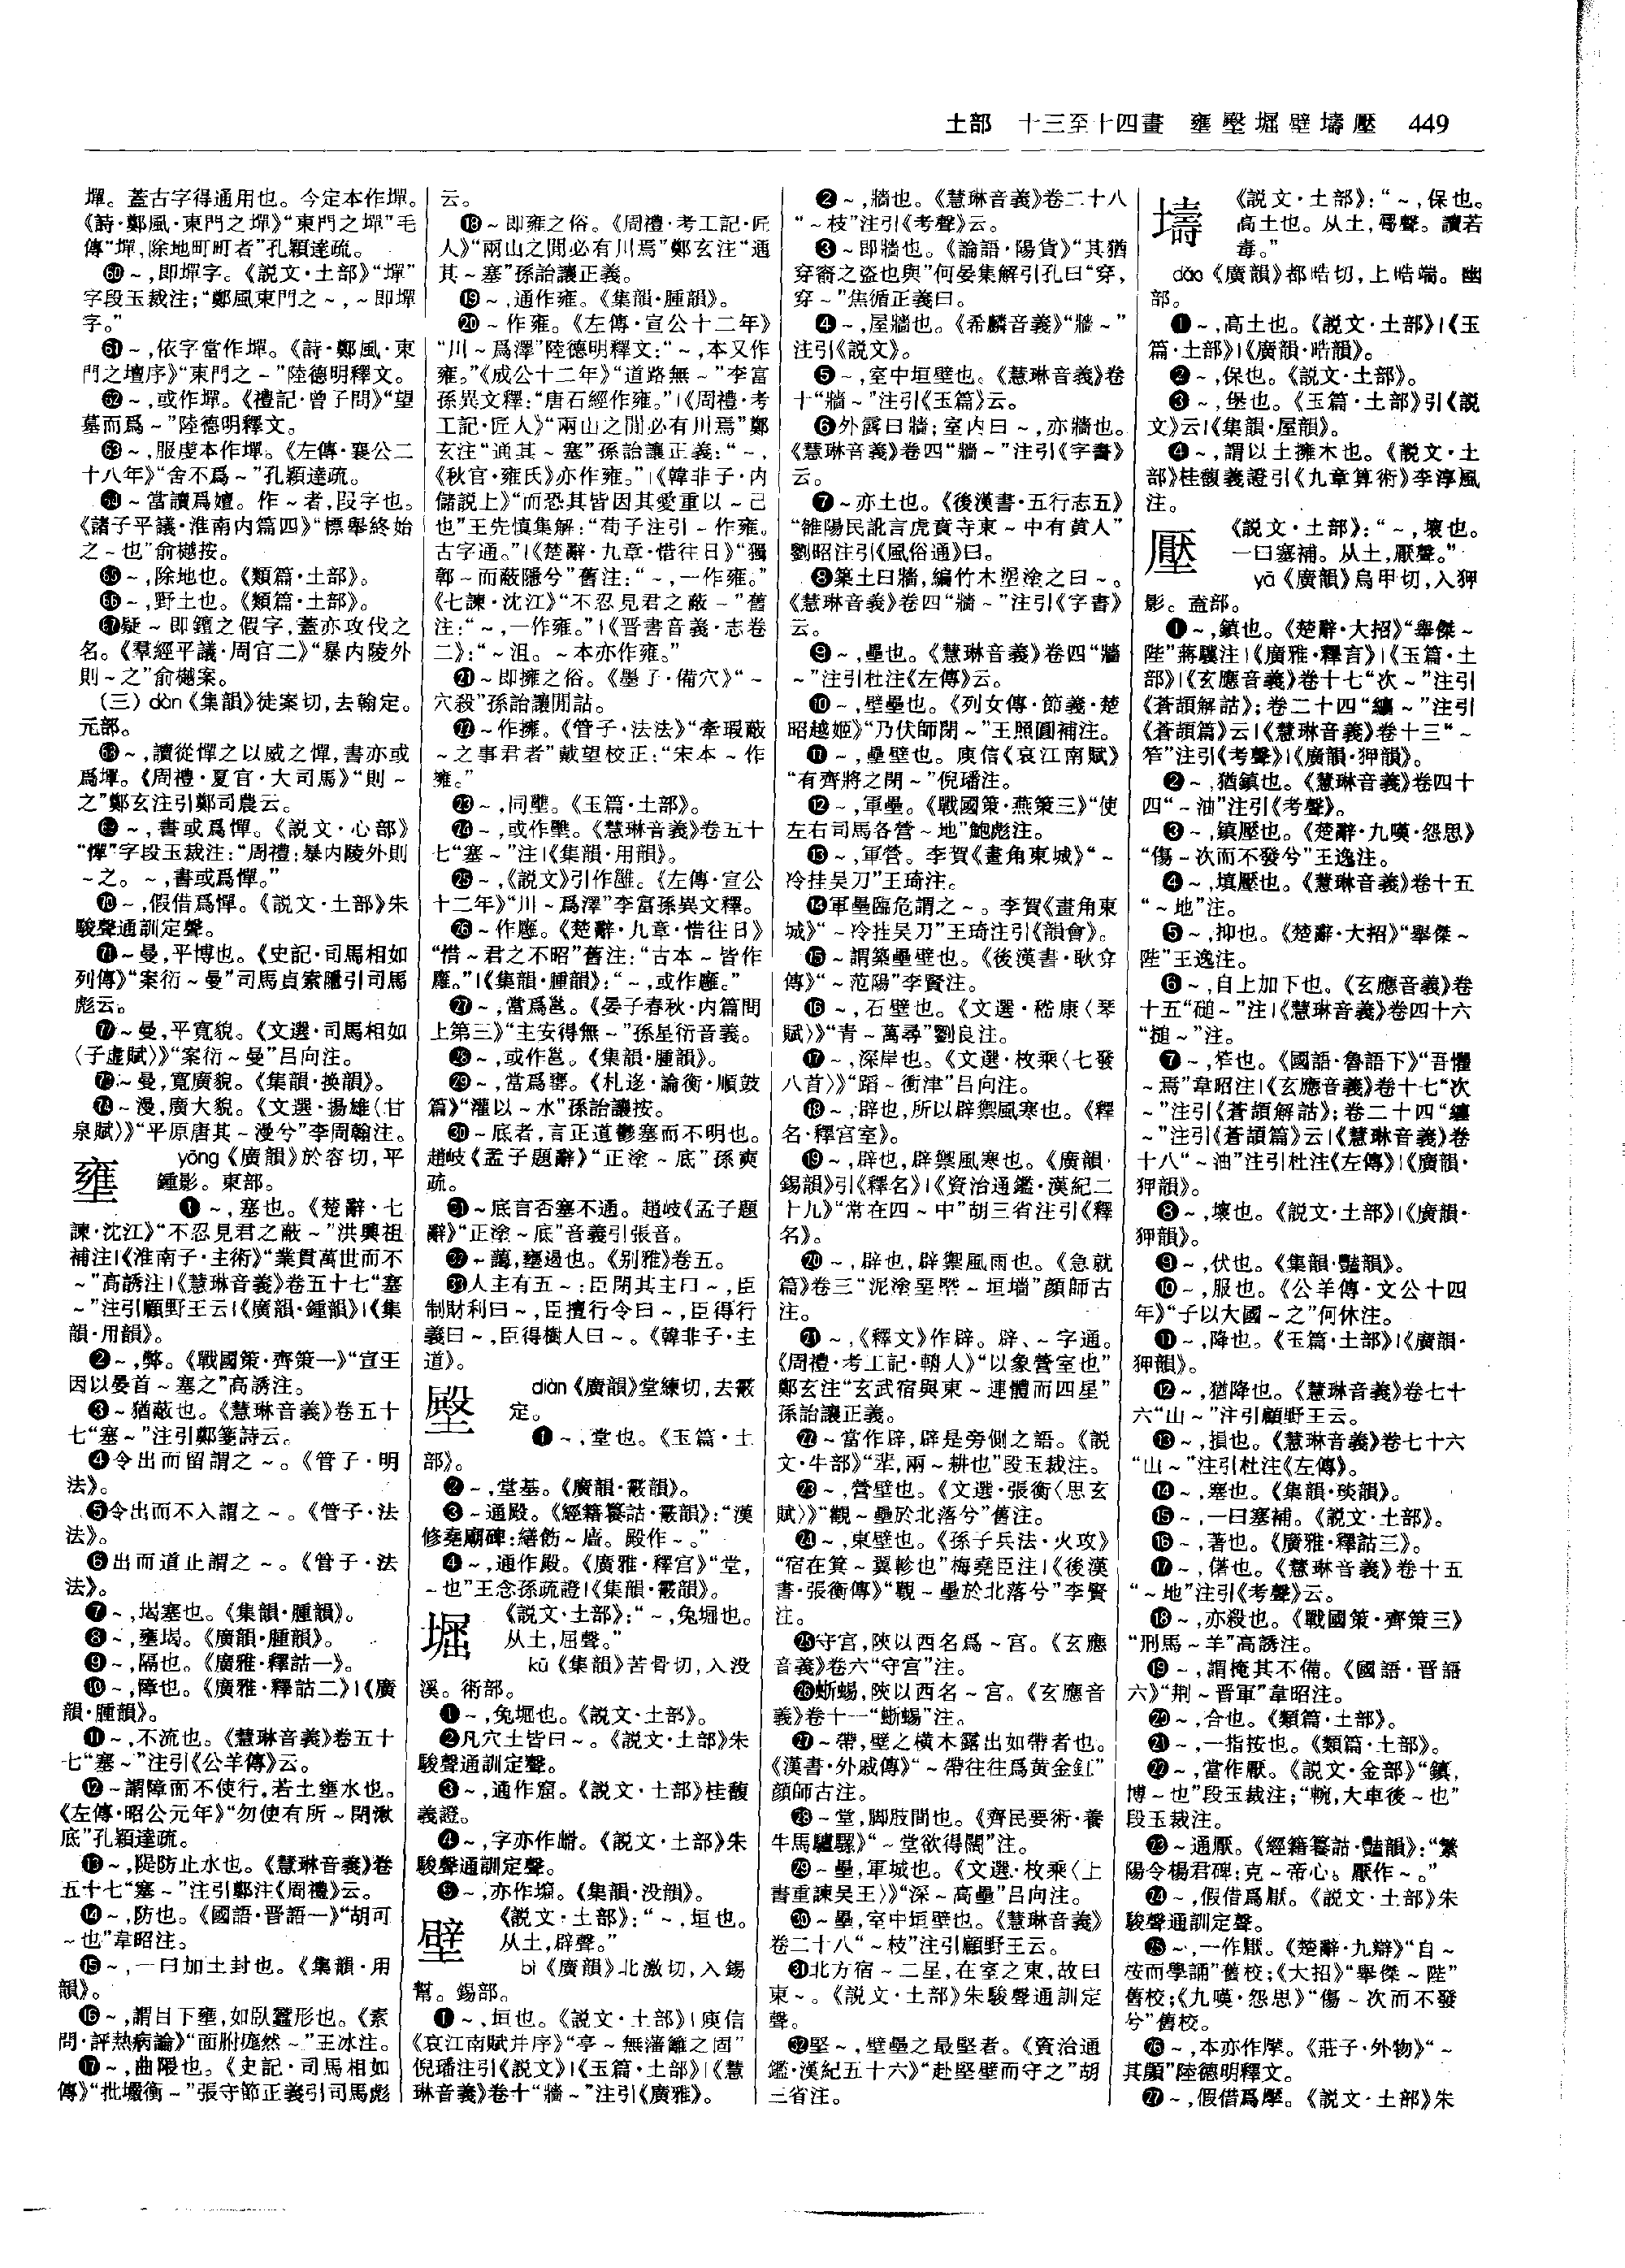 土部　十三至十四畫　壅壂堀壁壔壓　449
墠。蓋古字得通用也。今定本作墠。
《詩·鄭風·東門之墠》“東門之墠”毛
傳“墠,除地町町者”孔穎達疏。
⑥⓪～,即墠字。《説文·土部》“墠”
字段玉裁注:“鄭風東門之～,～即墠
字。”
㉛～,依字當作墠。《詩·鄭風·東
門之壇序》“東門之～”陸德明釋文。
～,或作墠。《禮記·曾子問》“望
墓而爲～”陸德明釋文。
～,服虔本作墠。《左傳·襄公二
十八年》“舍不爲～”孔穎達疏。
～當讀爲嬗。作～者,段字也。
《諸子平議·淮南内篇四》“標舉終始
之～也”俞樾按。
～,除地也。《類篇·土部》。
～,野土也。《類篇·土部》。
疑～即鐔之假字,蓋亦攻伐之
名。《羣經平議·周官二》“暴内陵外
則～之”俞樾案。
(三) dàn《集韻》徒案切,去翰定。
元部。
～,讀從憚之以威之憚,書亦或
爲墠。《周禮·夏官·大司馬》“則～
之”鄭玄注引鄭司農云。
～,書或爲憚。《説文·心部》
“憚”字段玉裁注:“周禮:暴内陵外則
～之。～,書或爲憚。”
～,假借爲憚。《説文·土部》朱
駿聲通訓定聲。
～曼,平博也。《史記·司馬相如
列傳》“案衍～曼”司馬貞索隱引司馬
彪云。
～曼,平寬貌。《文選·司馬相如
〈子虚賦〉》“案衍～曼”吕向注。
～曼,寬廣貌。《集韻·换韻》。
～漫,廣大貌。《文選·揚雄〈甘
泉賦〉》“平原唐其～漫兮”李周翰注。
壅　yōng《廣韻》於容切,平
鍾影。東部。
❶～,塞也。《楚辭·七
諫·沈江》“不忍見君之蔽～”洪興祖
補注|《淮南子·主術》“業貫萬世而不
～”高誘注|《慧琳音義》卷五十七“塞
～”注引顧野王云|《廣韻·鍾韻》|《集
韻·用韻》。
❷～,弊。《戰國策·齊策一》“宣王
因以晏首～塞之”高誘注。
❸～猶蔽也。《慧琳音義》卷五十
七“塞～”注引鄭箋詩云。
❹令出而留謂之～。《管子·明
法》。
❺令出而不入謂之～。《管子·法
法》。
❻出而道止謂之～。《管子·法
法》。
❼～,堨塞也。《集韻·腫韻》。
❽～,壅堨。《廣韻·腫韻》。
❾～,隔也。《廣雅·釋詁一》。
❿～,障也。《廣雅·釋詁二》|《廣
韻·腫韻》。
⓫～,不流也。《慧琳音義》卷五十
七“塞～”注引《公羊傳》云。
⓬～謂障而不使行,若土壅水也。
《左傳·昭公元年》“勿使有所～閉湫
底”孔穎達疏。
⓭～,隄防止水也。《慧琳音義》卷
五十七“塞～”注引鄭注《周禮》云。
⓮～,防也。《國語·晋語一》“胡可
～也”韋昭注。
⓯～,一曰加土封也。《集韻·用
韻》。
⓰～,謂目下壅,如臥蠶形也。《素
問·評熱病論》“面胕痝然～”王冰注。
⓱～,曲隈也。《史記·司馬相如
傳》“批壧衝～”張守節正義引司馬彪
云。
⓲～即雍之俗。《周禮·考工記·匠
人》“兩山之間必有川焉”鄭玄注“通
其～塞”孫詒讓正義。
⓳～,通作雍。《集韻·腫韻》。
⓴～作雍。《左傳·宣公十二年》
“川～爲澤”陸德明釋文:“～,本又作
雍。”《成公十二年》“道路無～”李富
孫異文釋:“唐石經作雍。”|《周禮·考
工記·匠人》“兩山之間必有川焉”鄭
玄注“通其～塞”孫詒讓正義:“～,
《秋官·雍氏》亦作雍。”|《韓非子·内
儲説上》“而恐其皆因其愛重以～己
也”王先慎集解:“荀子注引～作雍。
古字通。”|《楚辭·九章·惜往日》“獨
鄣～而蔽隱兮”舊注:“～,一作雍。”
《七諫·沈江》“不忍見君之蔽～”舊
注:“～,一作雍。”|《晋書音義·志卷
二》:“～沮。～本亦作雍。”
㉑～即擁之俗。《墨子·備穴》“～
穴殺”孫詒讓閒詁。
㉒～作擁。《管子·法法》“牽瑕蔽
～之事君者”戴望校正:“宋本～作
雍。”
㉓～,同壅。《玉篇·土部》。
㉔～,或作壅。《慧琳音義》卷五十
七“塞～”注|《集韻·用韻》。
㉕～,《説文》引作雝。《左傳·宣公
十二年》“川～爲澤”李富孫異文釋。
㉖～作廱。《楚辭·九章·惜往日》
“惜～君之不昭”舊注:“古本～皆作
廱。”|《集韻·腫韻》:“～,或作廱。”
㉗～,當爲邕。《晏子春秋·内篇問
上第三》“主安得無～”孫星衍音義。
㉘～,或作邕。《集韻·腫韻》。
㉙～,當爲罋。《札迻·論衡·順鼓
篇》“灌以～水”孫詒讓按。
㉚～底者,言正道鬱塞而不明也。
趙岐《孟子題辭》“正塗～底”孫奭
疏。
㉛～底言否塞不通。趙岐《孟子題
辭》“正塗～底”音義引張音。
㉜～藹,壅遏也。《别雅》卷五。
㉝人主有五～:臣閉其主曰～,臣
制財利曰～,臣擅行令曰～,臣得行
義曰～,臣得樹人曰～。《韓非子·主
道》。
壂　diàn《廣韻》堂練切,去霰
定。
❶～,堂也。《玉篇·土
部》。
❷～,堂基。《廣韻·霰韻》。
❸～通殿。《經籍籑詁·霰韻》:“漢
修堯廟碑:繕飭～庿。殿作～。”
❹～,通作殿。《廣雅·釋宫》“堂,
～也”王念孫疏證|《集韻·霰韻》。
堀　《説文·土部》:“～,兔堀也。
从土,屈聲。”
kū《集韻》苦骨切,入没
溪。術部。
❶～,兔堀也。《説文·土部》。
❷凡穴土皆曰～。《説文·土部》朱
駿聲通訓定聲。
❸～,通作窟。《説文·土部》桂馥
義證。
❹～,字亦作𡑣。《説文·土部》朱
駿聲通訓定聲。
❺～,亦作塸。《集韻·没韻》。
壁　《説文·土部》:“～,垣也。
从土,辟聲。”
bì《廣韻》北激切,入錫
幫。錫部。
❶～,垣也。《説文·土部》|庾信
《哀江南賦并序》“亭～無藩籬之固”
倪璠注引《説文》|《玉篇·土部》|《慧
琳音義》卷十“牆～”注引《廣雅》。
❷～,牆也。《慧琳音義》卷二十八
“～枝”注引《考聲》云。
❸～即牆也。《論語·陽貨》“其猶
穿窬之盗也與”何晏集解引孔曰“穿,
穿～”焦循正義曰。
❹～,屋牆也。《希麟音義》“牆～”
注引《説文》。
❺～,室中垣壁也。《慧琳音義》卷
十“牆～”注引《玉篇》云。
❻外露曰牆;室内曰～,亦牆也。
《慧琳音義》卷四“牆～”注引《字書》
云。
❼～亦土也。《後漢書·五行志五》
“雒陽民訛言虎賁寺東～中有黄人”
劉昭注引《風俗通》曰。
❽築土曰牆,編竹木塱塗之曰～。
《慧琳音義》卷四“牆～”注引《字書》
云。
❾～,壘也。《慧琳音義》卷四“牆
～”注引杜注《左傳》云。
❿～,壁壘也。《列女傳·節義·楚
昭越姬》“乃伏師閉～”王照圓補注。
⓫～,壘壁也。庾信《哀江南賦》
“有齊將之閉～”倪璠注。
⓬～,軍壘。《戰國策·燕策三》“使
左右司馬各營～地”鮑彪注。
⓭～,軍營。李賀《畫角東城》“～
冷挂吴刀”王琦注。
⓮軍壘臨危謂之～。李賀《畫角東
城》“～冷挂吴刀”王琦注引《韻會》。
⓯～謂築壘壁也。《後漢書·耿弇
傳》“～范陽”李賢注。
⓰～,石壁也。《文選·嵇康〈琴
賦〉》“青～萬尋”劉良注。
⓱～,深岸也。《文選·枚乘〈七發
八首〉》“蹈～衝津”吕向注。
⓲～,辟也,所以辟禦風寒也。《釋
名·釋宫室》。
⓳～,辟也,辟禦風寒也。《廣韻·
錫韻》引《釋名》|《資治通鑑·漢紀二
十九》“常在四～中”胡三省注引《釋
名》。
⓴～,辟也,辟禦風雨也。《急就
篇》卷三“泥塗堊塈～垣墻”顔師古
注。
㉑～,《釋文》作辟。辟、～字通。
《周禮·考工記·輈人》“以象營室也”
鄭玄注“玄武宿與東～連體而四星”
孫詒讓正義。
㉒～當作辟,辟是旁側之語。《説
文·牛部》“𤙓,兩～耕也”段玉裁注。
㉓～,營壁也。《文選·張衡〈思玄
賦〉》“觀～壘於北落兮”舊注。
㉔～,東壁也。《孫子兵法·火攻》
“宿在箕～翼軫也”梅堯臣注|《後漢
書·張衡傳》“觀～壘於北落兮”李賢
注。
㉕守宫,陜以西名爲～宫。《玄應
音義》卷六“守宫”注。
㉖蜥蜴,陜以西名～宫。《玄應音
義》卷十一“蜥蜴”注。
㉗～帶,壁之横木露出如帶者也。
《漢書·外戚傳》“～帶往往爲黄金釭”
顔師古注。
㉘～堂,脚肢間也。《齊民要術·養
牛馬驢騾》“～堂欲得闊”注。
㉙～壘,軍城也。《文選·枚乘〈上
書重諫吴王〉》“深～高壘”吕向注。
㉚～壘,室中垣壁也。《慧琳音義》
卷二十八“～枝”注引顧野王云。
㉛北方宿～二星,在室之東,故曰
東～。《説文·土部》朱駿聲通訓定
聲。
㉜堅～,壁壘之最堅者。《資治通
鑑·漢紀五十六》“赴堅壁而守之”胡
三省注。
壔　《説文·土部》:“～,保也。
高土也。从土,𠷎聲。讀若
毒。”
dǎo《廣韻》都皓切,上晧端。幽
部。
❶～,高土也。《説文·土部》|《玉
篇·土部》|《廣韻·晧韻》。
❷～,保也。《説文·土部》。
❸～,堡也。《玉篇·土部》引《説
文》云|《集韻·屋韻》。
❹～,謂以土擁木也。《説文·土
部》桂馥義證引《九章算術》李淳風
注。
壓　《説文·土部》:“～,壞也。
一曰塞補。从土,厭聲。”
yā《廣韻》烏甲切,入狎
影。盍部。
❶～,鎮也。《楚辭·大招》“舉傑～
陛”蔣驥注|《廣雅·釋言》|《玉篇·土
部》|《玄應音義》卷十七“次～”注引
《蒼頡解詁》;卷二十四“纏～”注引
《蒼頡篇》云|《慧琳音義》卷十三“～
笮”注引《考聲》|《廣韻·狎韻》。
❷～,猶鎮也。《慧琳音義》卷四十
四“～油”注引《考聲》。
❸～,鎮壓也。《楚辭·九嘆·怨思》
“傷～次而不發兮”王逸注。
❹～,填壓也。《慧琳音義》卷十五
“～地”注。
❺～,抑也。《楚辭·大招》“舉傑～
陛”王逸注。
❻～,自上加下也。《玄應音義》卷
十五“磓～”注|《慧琳音義》卷四十六
“搥～”注。
❼～,笮也。《國語·魯語下》“吾懼
～焉”韋昭注|《玄應音義》卷十七“次
～”注引《蒼頡解詁》;卷二十四“纏
～”注引《蒼頡篇》云|《慧琳音義》卷
十八“～油”注引杜注《左傳》|《廣韻·
狎韻》。
❽～,壞也。《説文·土部》|《廣韻·
狎韻》。
❾～,伏也。《集韻·豔韻》。
❿～,服也。《公羊傳·文公十四
年》“子以大國～之”何休注。
⓫～,降也。《玉篇·土部》|《廣韻·
狎韻》。
⓬～,猶降也。《慧琳音義》卷七十
六“山～”注引顧野王云。
⓭～,損也。《慧琳音義》卷七十六
“山～”注引杜注《左傳》。
⓮～,塞也。《集韻·琰韻》。
⓯～,一曰塞補。《説文·土部》。
⓰～,著也。《廣雅·釋詁三》。
⓱～,偡也。《慧琳音義》卷十五
“～地”注引《考聲》云。
⓲～,亦殺也。《戰國策·齊策三》
“刑馬～羊”高誘注。
⓳～,謂掩其不備。《國語·晋語
六》“荆～晋軍”韋昭注。
⓴～,合也。《類篇·土部》。
㉑～,一指按也。《類篇·土部》。
㉒～,當作厭。《説文·金部》“鎮,
博～也”段玉裁注;“輓,大車後～也”
段玉裁注。
㉓～通厭。《經籍籑詁·豔韻》:“繁
陽令楊君碑:克～帝心。厭作～。”
㉔～,假借爲猒。《説文·土部》朱
駿聲通訓定聲。
㉕～,一作厭。《楚辭·九辯》“自～
桉而學誦”舊校;《大招》“舉傑～陛”
舊校;《九嘆·怨思》“傷～次而不發
兮”舊校。
㉖～,本亦作擪。《莊子·外物》“～
其顪”陸德明釋文。
㉗～,假借爲擪。《説文·土部》朱